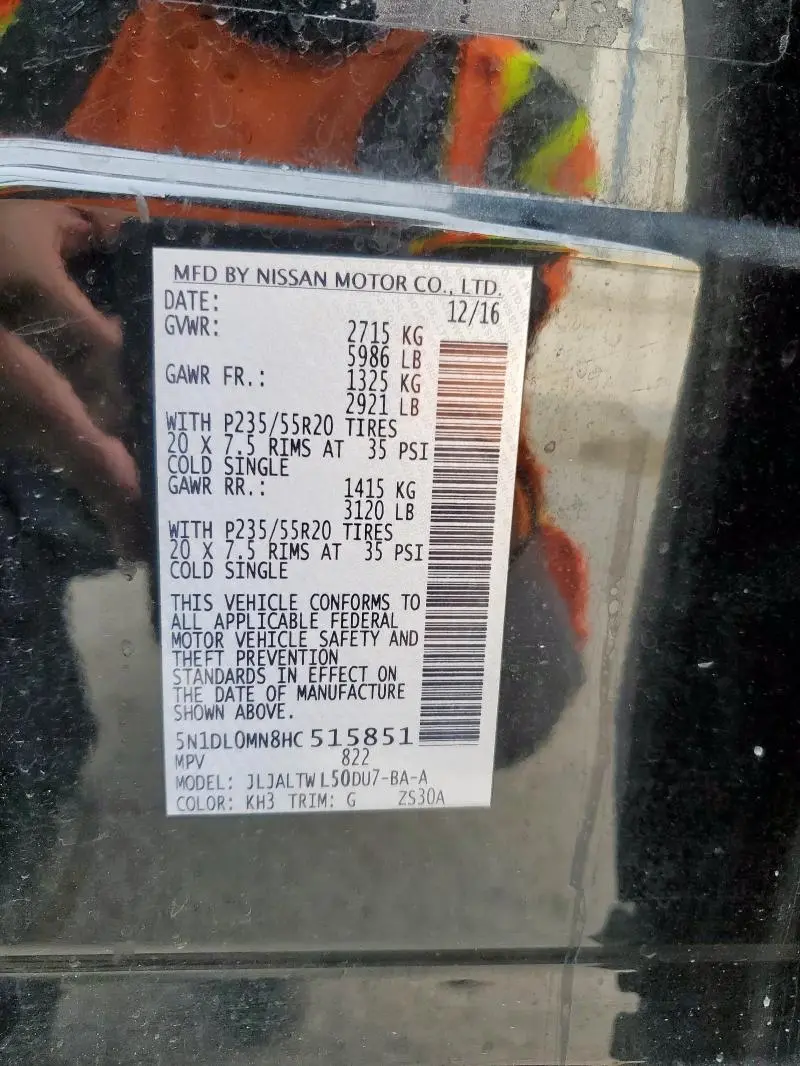 MFD BY NISSAN MOTOR CO., LTD.
DATE: 12/16
GVWR: 2715 KG
5986 LB
GAWR FR.: 1325 KG
2921 LB
WITH P235/55R20 TIRES
20 X 7.5 RIMS AT 35 PSI
COLD SINGLE
GAWR RR.: 1415 KG
3120 LB
WITH P235/55R20 TIRES
20 X 7.5 RIMS AT 35 PSI
COLD SINGLE
THIS VEHICLE CONFORMS TO
ALL APPLICABLE FEDERAL
MOTOR VEHICLE SAFETY AND
THEFT PREVENTION
STANDARDS IN EFFECT ON
THE DATE OF MANUFACTURE
SHOWN ABOVE.
5N1DL0MN8HC 515851
MPV 822
MODEL: JLJALTW L50DU7-BA-A
COLOR: KH3 TRIM: G ZS30A